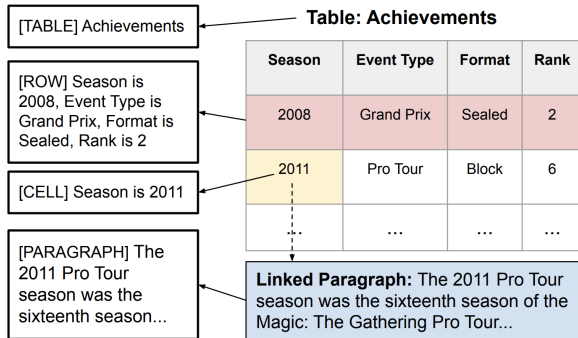 [TABLE] Achievements
[ROW] Season is
2008, Event Type is
Grand Prix, Format is
Sealed, Rank is 2
[CELL] Season is 2011
[PARAGRAPH] The
2011 Pro Tour
season was the
sixteenth season...
Table: Achievements
Season Event Type Format Rank
2008 Grand Prix Sealed 2
2011 Pro Tour Block 6
... ... ... ...
Linked Paragraph: The 2011 Pro Tour
season was the sixteenth season of the
Magic: The Gathering Pro Tour...